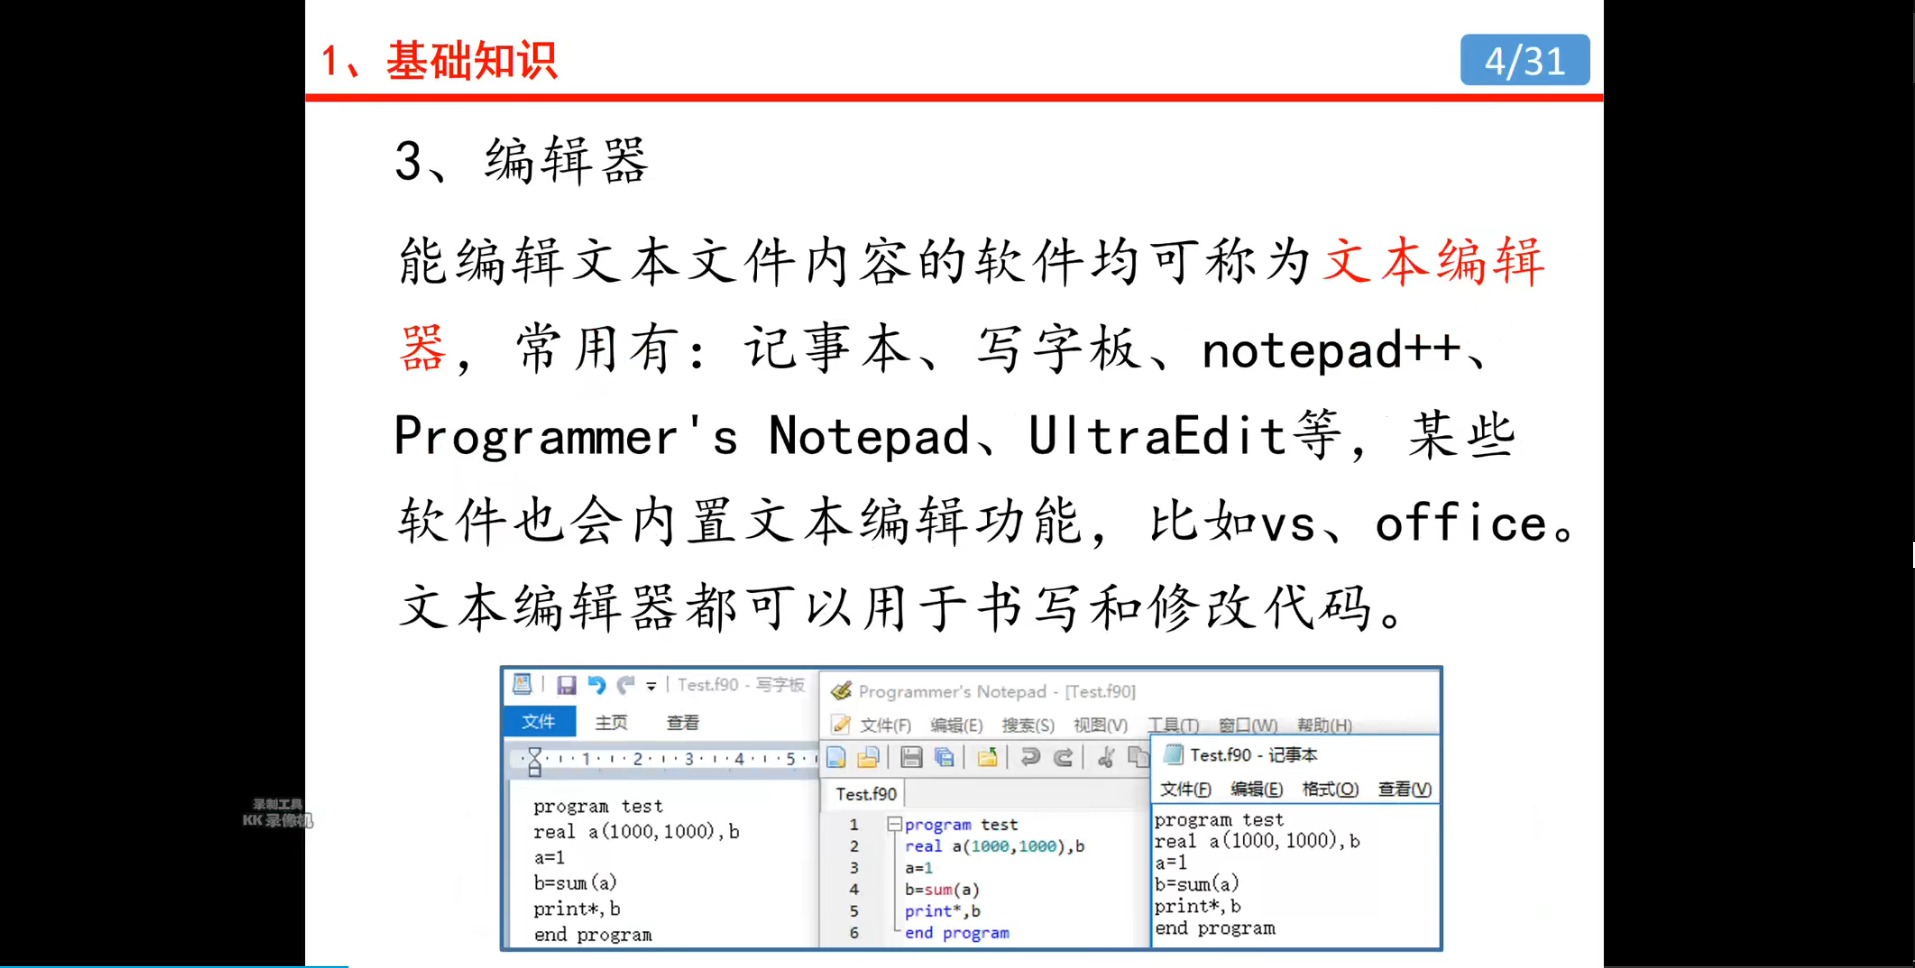 1、基础知识
4/31
3、编辑器
能编辑文本文件内容的软件均可称为文本编辑
器，常用有：记事本、写字板、notepad++、
Programmer's Notepad、UltraEdit等，某些
软件也会内置文本编辑功能，比如vs、office。
文本编辑器都可以用于书写和修改代码。
Test.f90 - 写字板
文件 主页 查看
1 2 3 4 5
program test
real a(1000,1000),b
a=1
b=sum(a)
print*,b
end program
Programmer's Notepad - [Test.f90]
文件(F) 编辑(E) 搜索(S) 视图(V) 工具(T) 窗口(W) 帮助(H)
Test.f90
1 program test
2 real a(1000,1000),b
3 a=1
4 b=sum(a)
5 print*,b
6 end program
Test.f90 - 记事本
文件(F) 编辑(E) 格式(O) 查看(V)
program test
real a(1000,1000),b
a=1
b=sum(a)
print*,b
end program
录制工具
KK 录像机